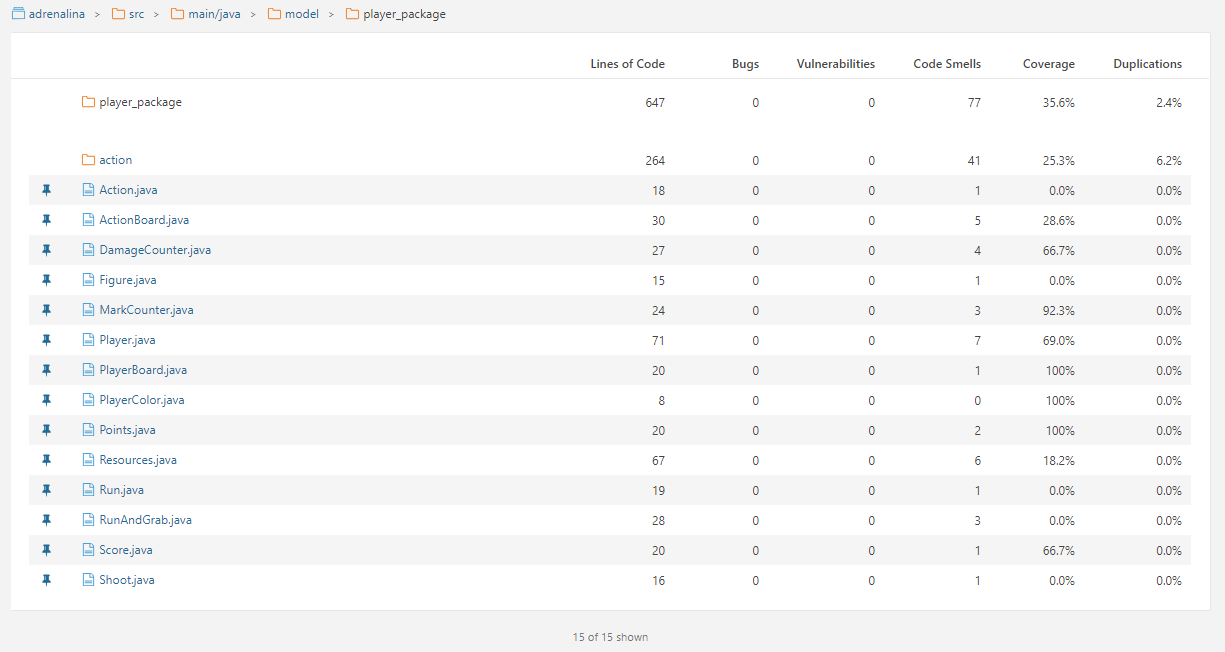 adrenalina > src > main/java > model > player_package
Lines of Code Bugs Vulnerabilities Code Smells Coverage Duplications
player_package 647 0 0 77 35.6% 2.4%
action 264 0 0 41 25.3% 6.2%
Action.java 18 0 0 1 0.0% 0.0%
ActionBoard.java 30 0 0 5 28.6% 0.0%
DamageCounter.java 27 0 0 4 66.7% 0.0%
Figure.java 15 0 0 1 0.0% 0.0%
MarkCounter.java 24 0 0 3 92.3% 0.0%
Player.java 71 0 0 7 69.0% 0.0%
PlayerBoard.java 20 0 0 1 100% 0.0%
PlayerColor.java 8 0 0 0 100% 0.0%
Points.java 20 0 0 2 100% 0.0%
Resources.java 67 0 0 6 18.2% 0.0%
Run.java 19 0 0 1 0.0% 0.0%
RunAndGrab.java 28 0 0 3 0.0% 0.0%
Score.java 20 0 0 1 66.7% 0.0%
Shoot.java 16 0 0 1 0.0% 0.0%
15 of 15 shown